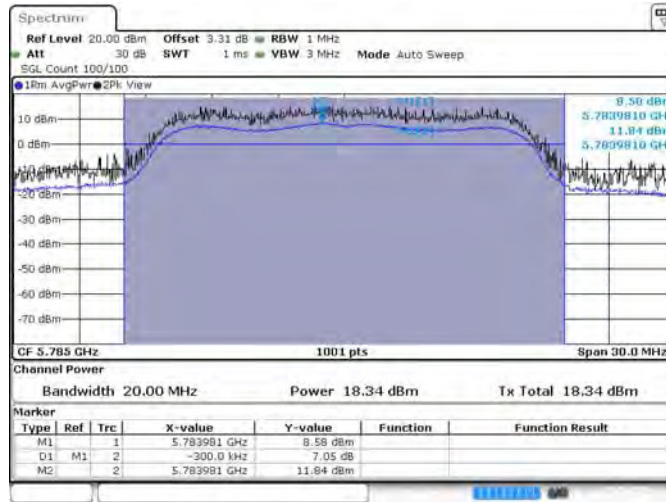 Spectrum
Ref Level 20.00 dBm Offset 3.31 dB RBW 1 MHz
Att 30 dB SWT 1 ms VBW 3 MHz Mode Auto Sweep
SGL Count 100/100
1Rm AvgPwr 2Pk View
8.58 dBm
5.7839810 GHz
11.84 dBm
5.7839810 GHz
10 dBm
0 dBm
-10 dBm
-20 dBm
-30 dBm
-40 dBm
-50 dBm
-60 dBm
-70 dBm
CF 5.785 GHz 1001 pts Span 30.0 MHz
Channel Power
Bandwidth 20.00 MHz Power 18.34 dBm Tx Total 18.34 dBm
Marker
Type Ref Trc X-value Y-value Function Function Result
M1 1 5.783981 GHz 8.58 dBm
D1 M1 2 -300.0 kHz 7.05 dB
M2 2 5.783981 GHz 11.84 dBm